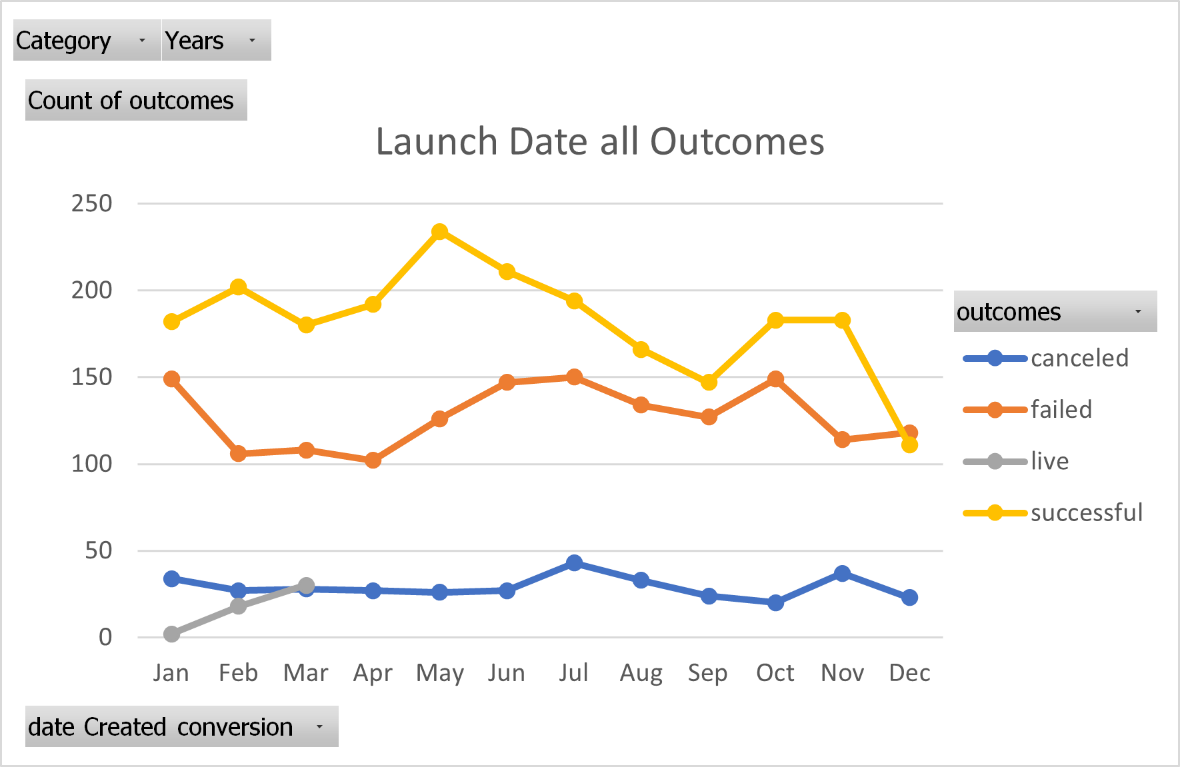 Category Years
Count of outcomes
Launch Date all Outcomes
250
200
150
100
50
0
Jan Feb Mar Apr May Jun Jul Aug Sep Oct Nov Dec
outcomes
canceled
failed
live
successful
date Created conversion